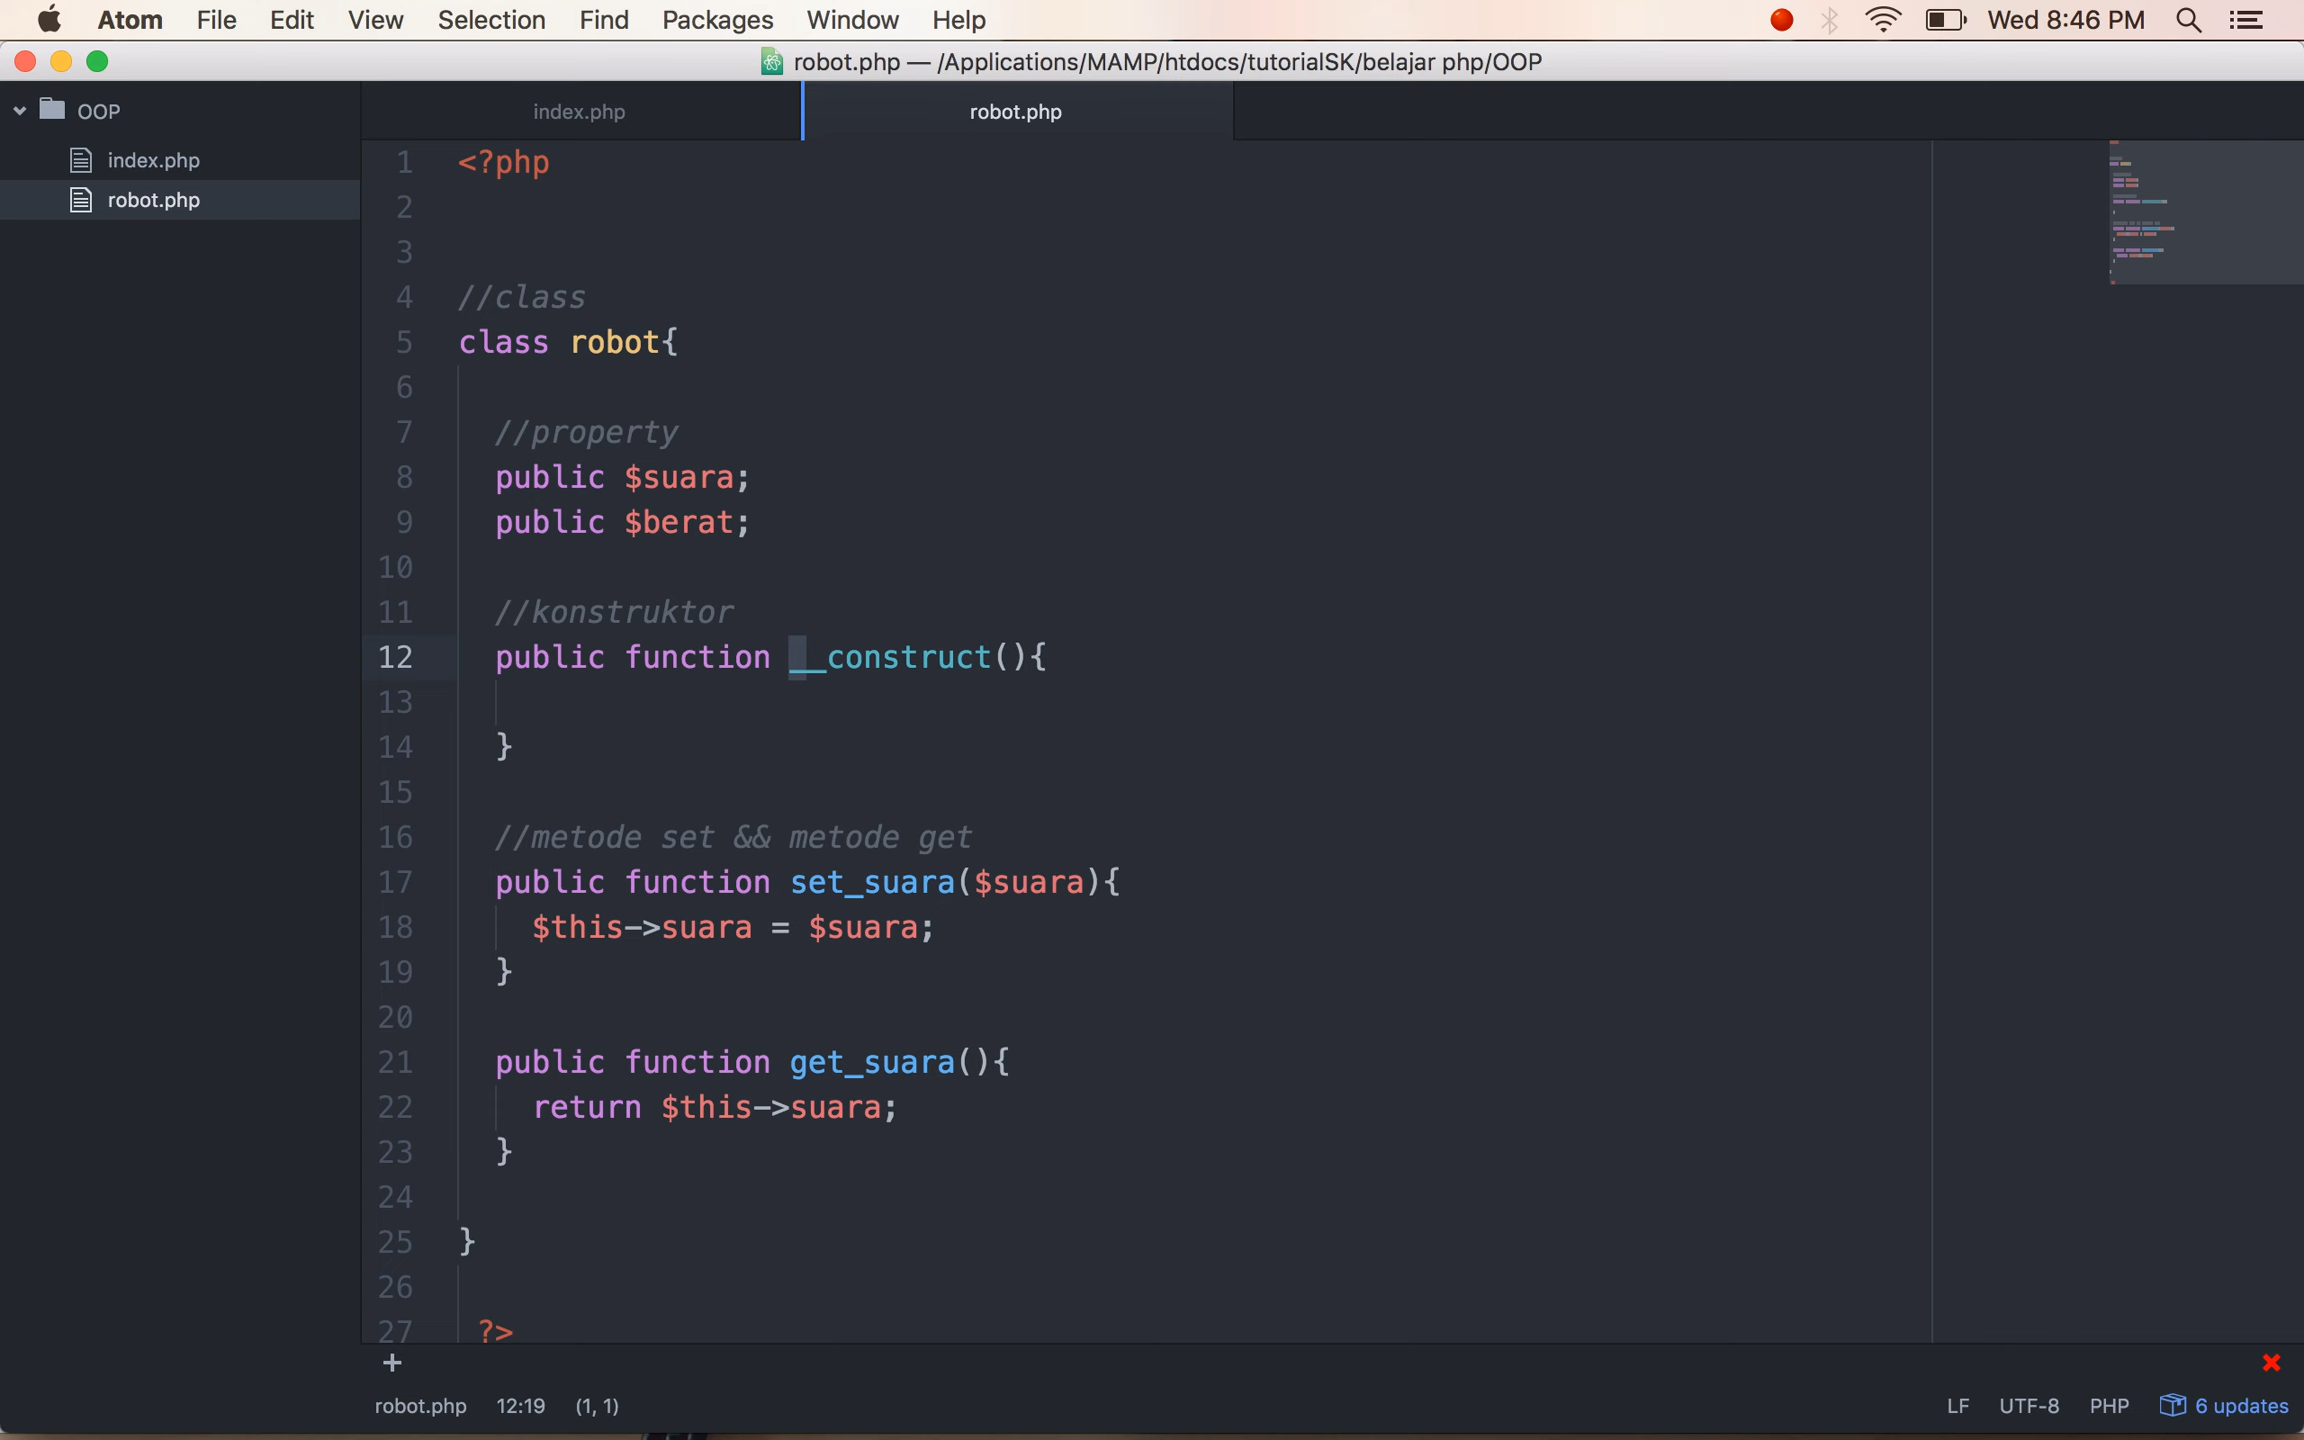 Atom File Edit View Selection Find Packages Window Help Wed 8:46 PM
robot.php — /Applications/MAMP/htdocs/tutorialSK/belajar php/OOP
OOP
index.php
robot.php
index.php robot.php
1 <?php
2
3
4 //class
5 class robot{
6
7 //property
8 public $suara;
9 public $berat;
10
11 //konstruktor
12 public function __construct(){
13
14 }
15
16 //metode set && metode get
17 public function set_suara($suara){
18 $this->suara = $suara;
19 }
20
21 public function get_suara(){
22 return $this->suara;
23 }
24
25 }
26
27 ?>
+
robot.php 12:19 (1, 1) LF UTF-8 PHP 6 updates